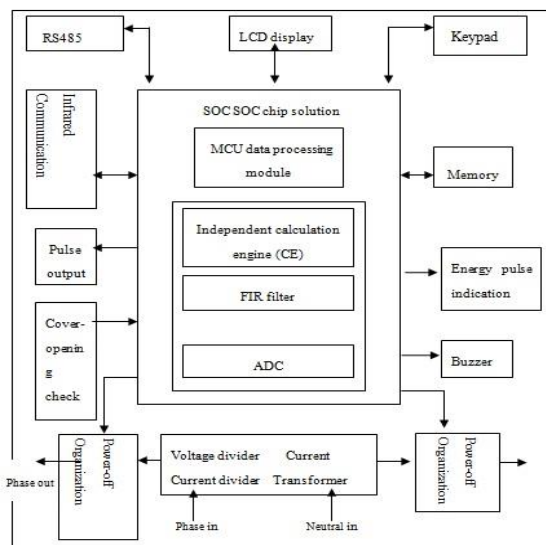 RS485
LCD display
Keypad
Infrared
Communication
SOC SOC chip solution
MCU data processing
module
Memory
Independent calculation
engine (CE)
Pulse
output
Energy pulse
indication
FIR filter
Cover-
openin
g
check
ADC
Buzzer
Power-off
Organization
Voltage divider Current
Current divider Transformer
Power-off
Organization
Phase out
Phase in
Neutral in